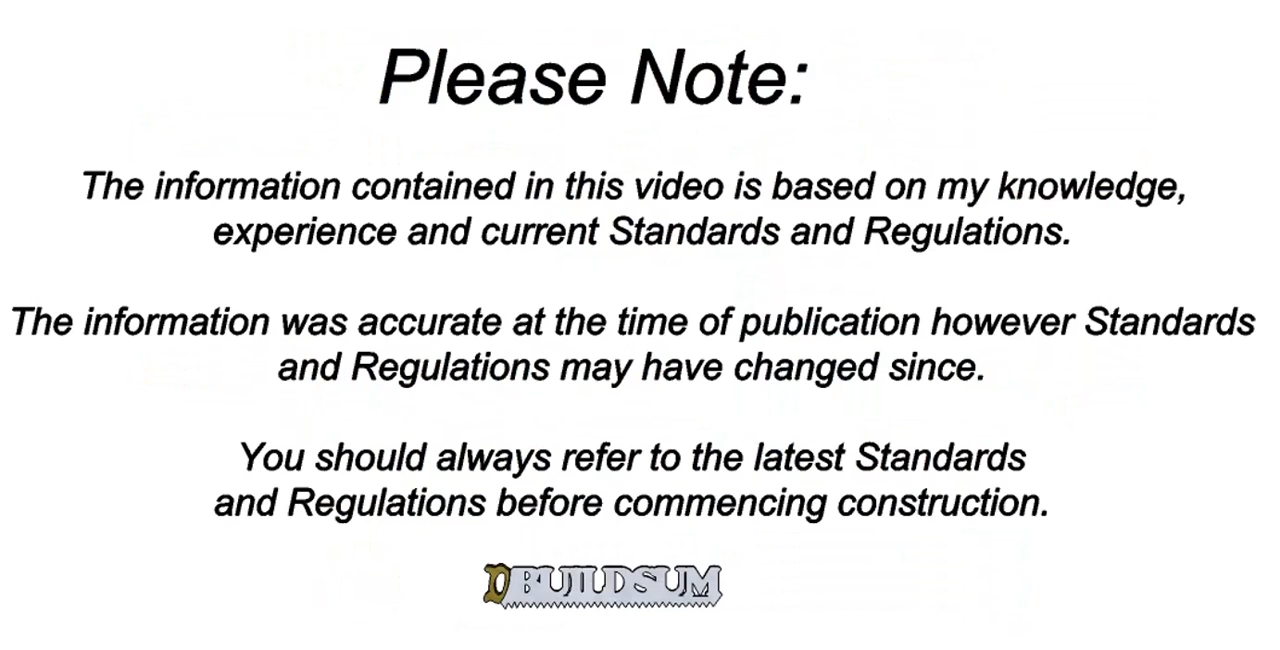 Please Note:
The information contained in this video is based on my knowledge,
experience and current Standards and Regulations.
The information was accurate at the time of publication however Standards
and Regulations may have changed since.
You should always refer to the latest Standards
and Regulations before commencing construction.
BUILDSUM